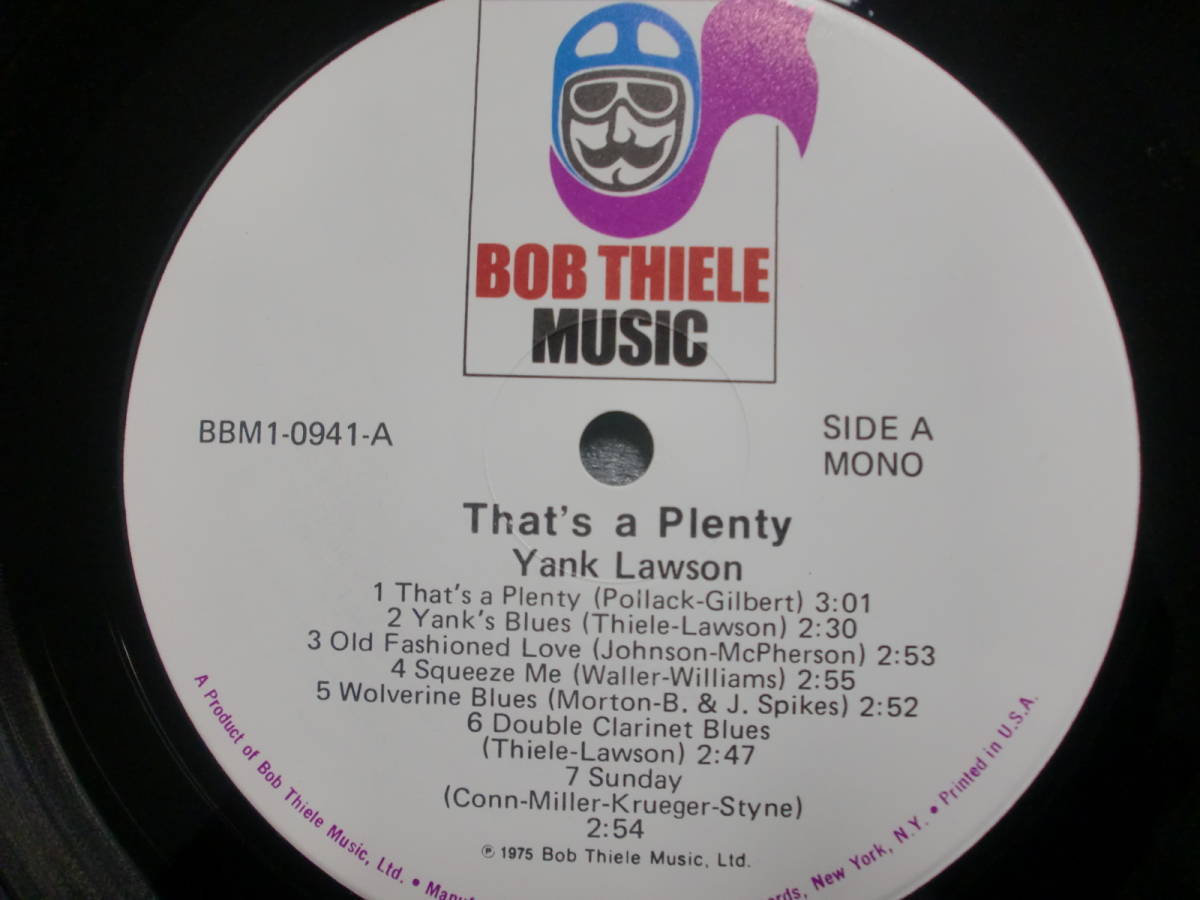 BOB THIELE
MUSIC
BBM1-0941-A
SIDE A
MONO
That's a Plenty
Yank Lawson
1 That's a Plenty (Pollack-Gilbert) 3:01
2 Yank's Blues (Thiele-Lawson) 2:30
3 Old Fashioned Love (Johnson-McPherson) 2:53
4 Squeeze Me (Waller-Williams) 2:55
5 Wolverine Blues (Morton-B. & J. Spikes) 2:52
6 Double Clarinet Blues
(Thiele-Lawson) 2:47
7 Sunday
(Conn-Miller-Krueger-Styne)
2:54
℗ 1975 Bob Thiele Music, Ltd.
A Product of Bob Thiele Music, Ltd. • New York, N.Y. • Printed in U.S.A.